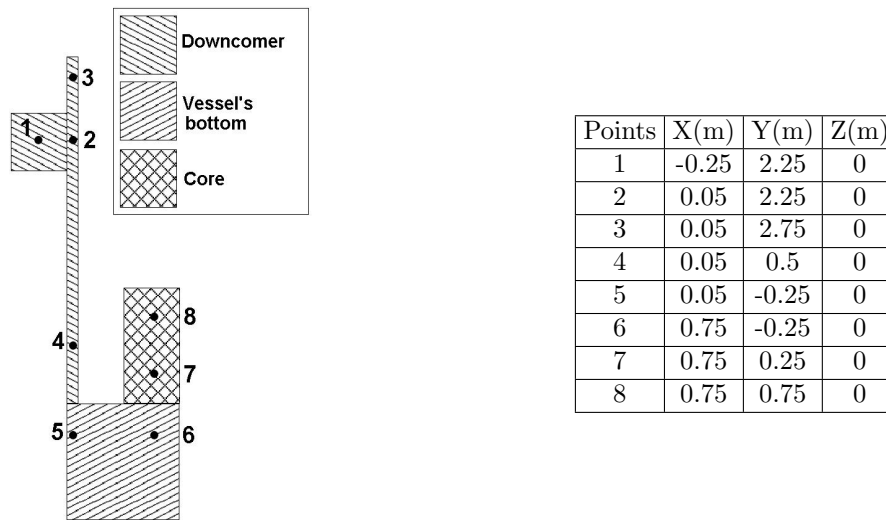 Downcomer
Vessel's
bottom
Core
3
1
2
8
4
7
5
6
Points X(m) Y(m) Z(m)
1 -0.25 2.25 0
2 0.05 2.25 0
3 0.05 2.75 0
4 0.05 0.5 0
5 0.05 -0.25 0
6 0.75 -0.25 0
7 0.75 0.25 0
8 0.75 0.75 0